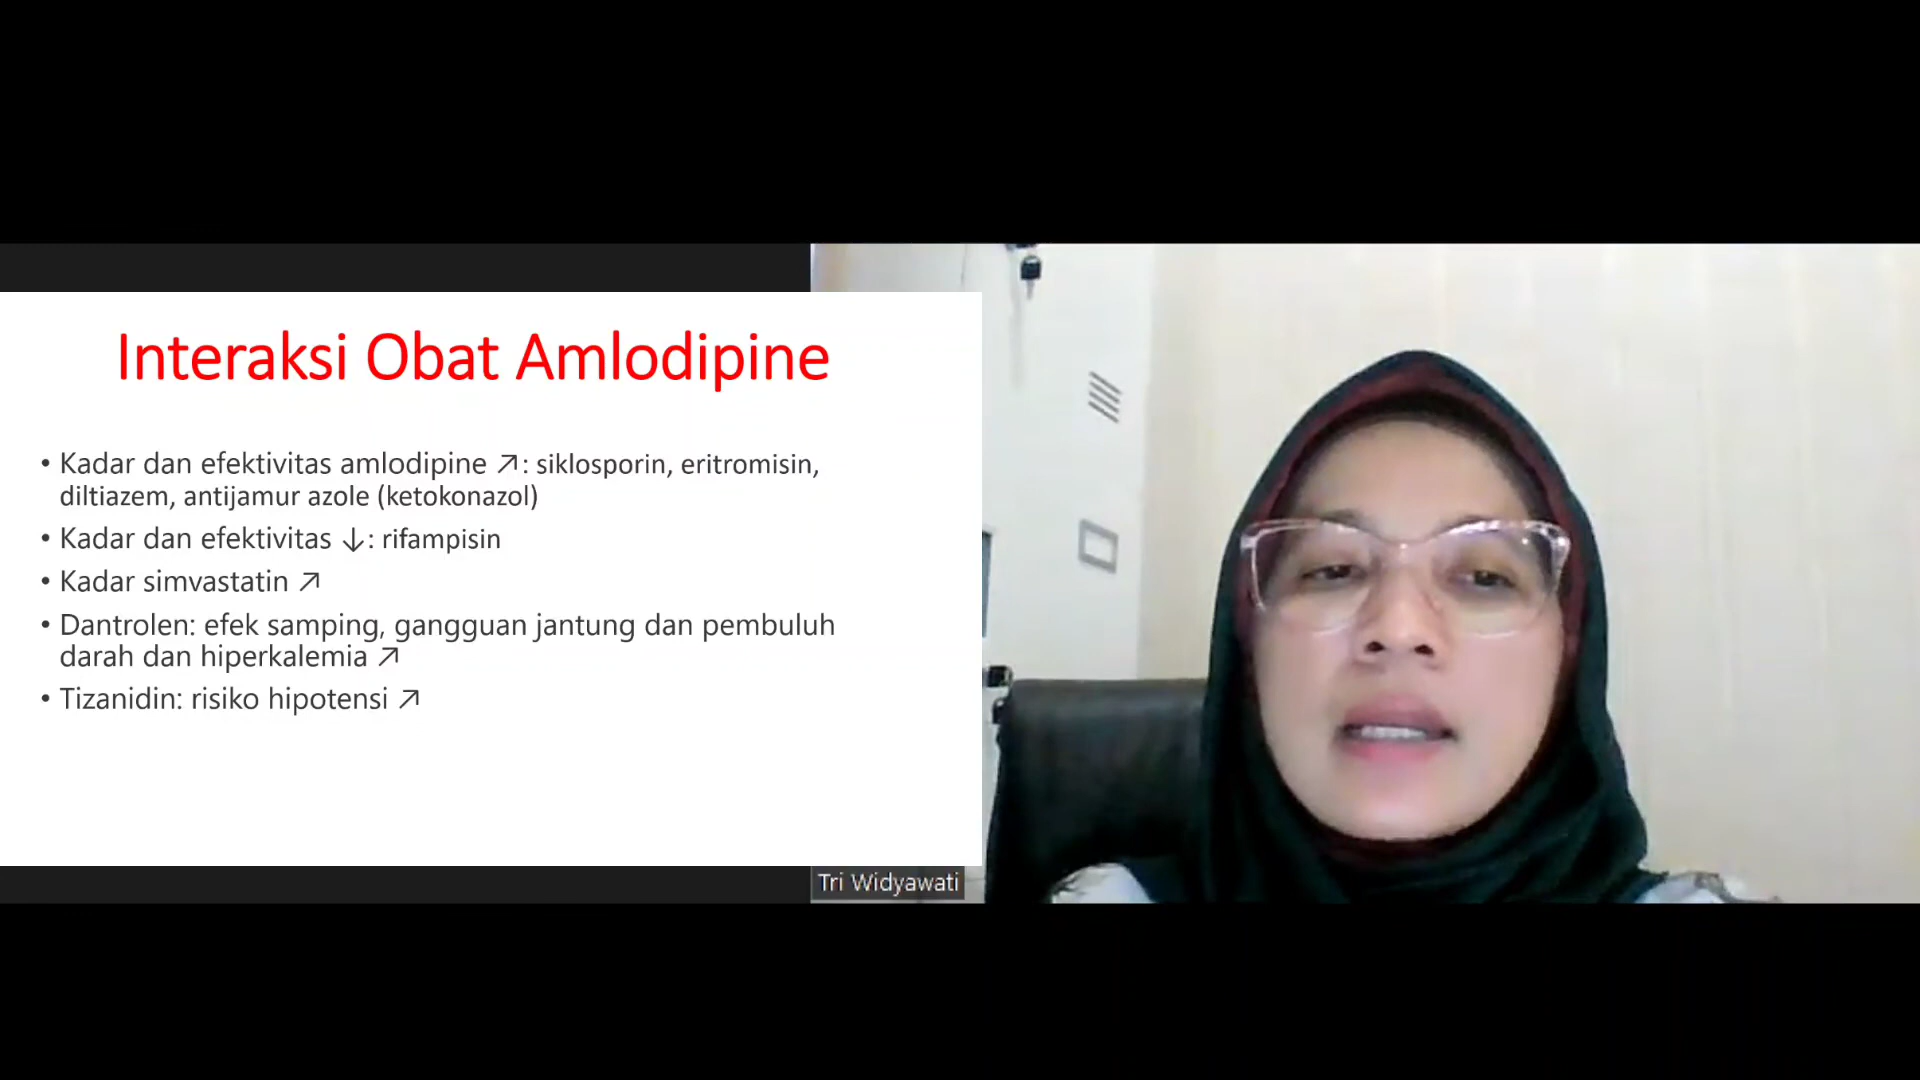 Interaksi Obat Amlodipine
• Kadar dan efektivitas amlodipine ↗: siklosporin, eritromisin,
diltiazem, antijamur azole (ketokonazol)
• Kadar dan efektivitas ↓: rifampisin
• Kadar simvastatin ↗
• Dantrolen: efek samping, gangguan jantung dan pembuluh
darah dan hiperkalemia ↗
• Tizanidin: risiko hipotensi ↗
Tri Widyawati